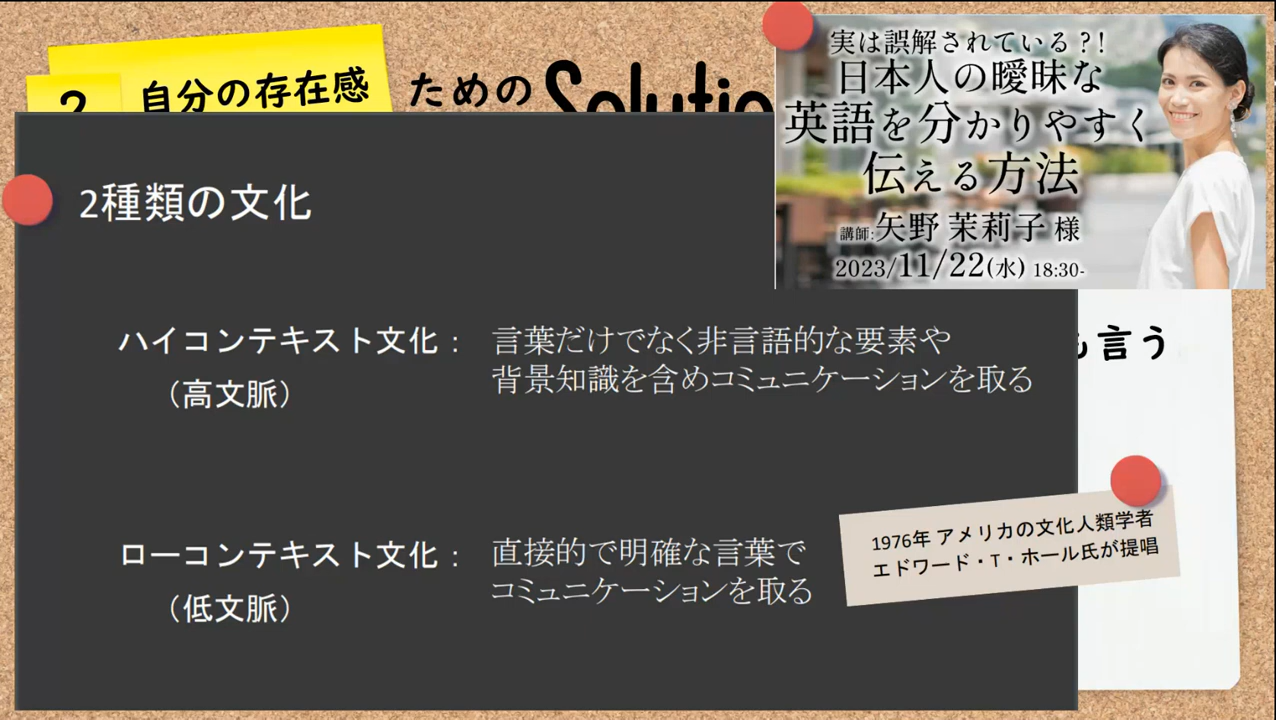 自分の存在感
ための Solutio
実は誤解されている?!
日本人の曖昧な
英語を分かりやすく
伝える方法
講師:矢野 茉莉子 様
2023/11/22(水) 18:30-
2種類の文化
ハイコンテキスト文化：
（高文脈）
言葉だけでなく非言語的な要素や
背景知識を含めコミュニケーションを取る
も言う
ローコンテキスト文化：
（低文脈）
直接的で明確な言葉で
コミュニケーションを取る
1976年 アメリカの文化人類学者
エドワード・T・ホール氏が提唱